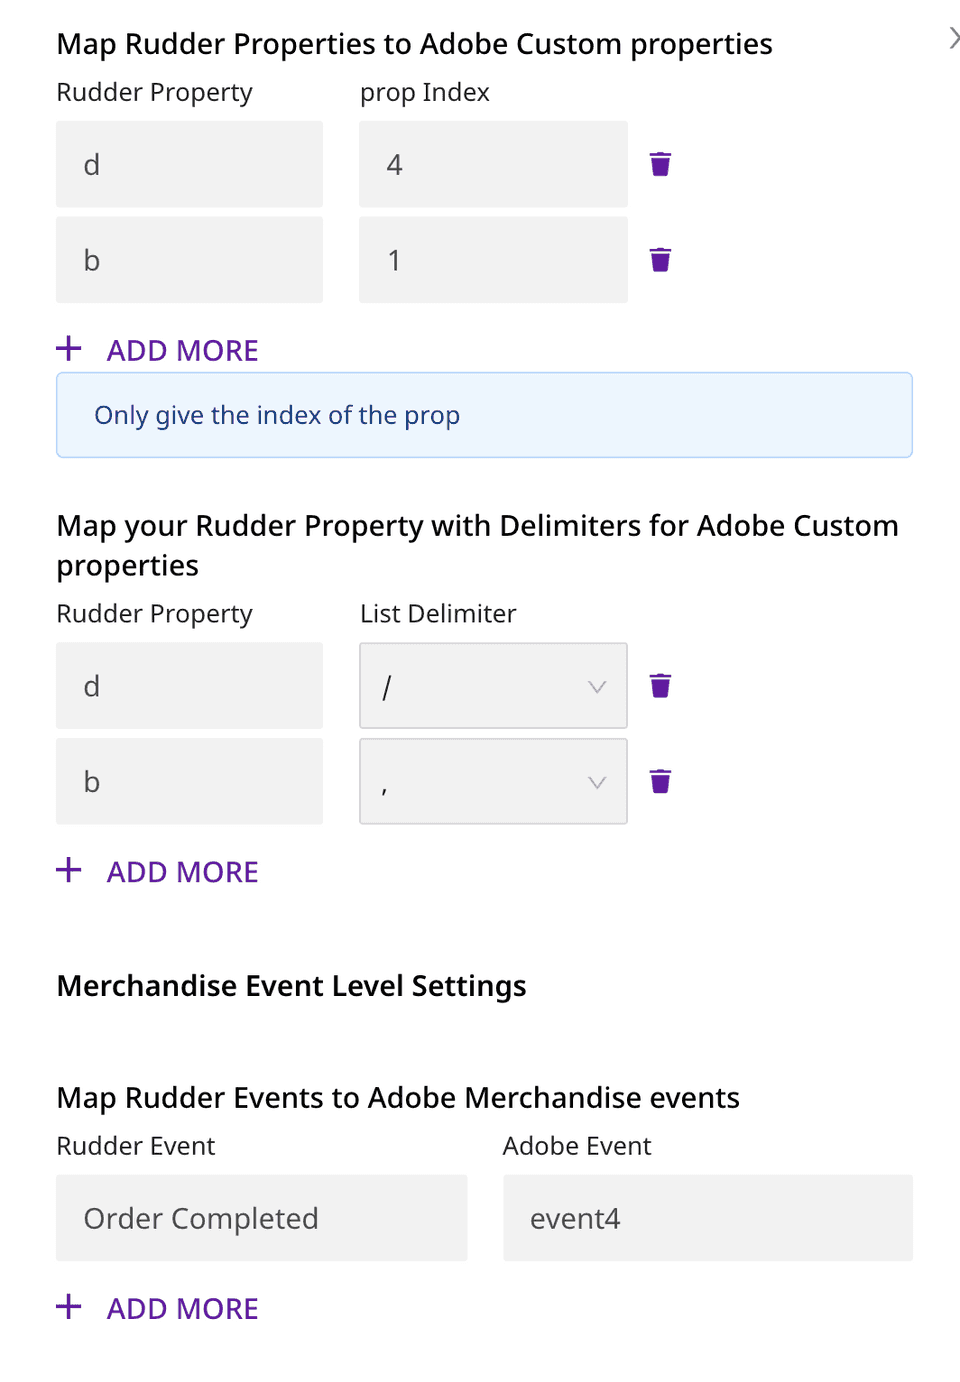 Map Rudder Properties to Adobe Custom properties
Rudder Property prop Index
d 4
b 1
+ ADD MORE
Only give the index of the prop
Map your Rudder Property with Delimiters for Adobe Custom
properties
Rudder Property List Delimiter
d /
b ,
+ ADD MORE
Merchandise Event Level Settings
Map Rudder Events to Adobe Merchandise events
Rudder Event Adobe Event
Order Completed event4
+ ADD MORE